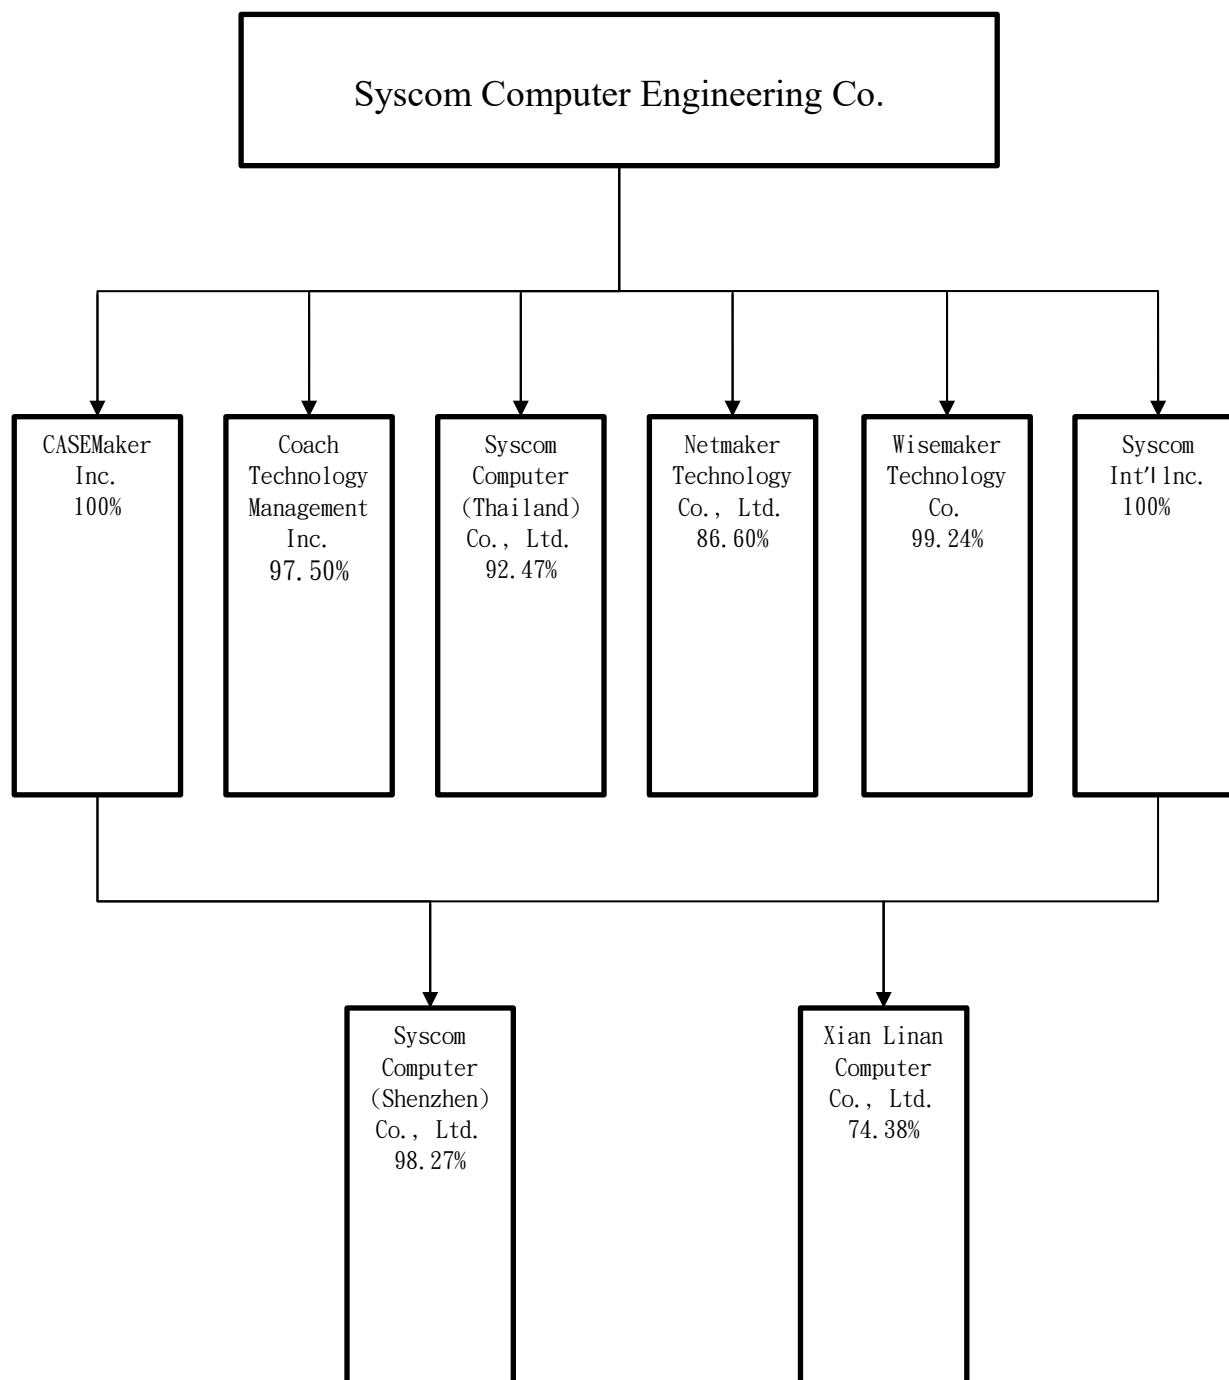 Syscom Computer Engineering Co.
CASEMaker
Inc.
100%
Coach
Technology
Management
Inc.
97.50%
Syscom
Computer
(Thailand)
Co., Ltd.
92.47%
Netmaker
Technology
Co., Ltd.
86.60%
Wisemaker
Technology
Co.
99.24%
Syscom
Int'l lnc.
100%
Syscom
Computer
(Shenzhen)
Co., Ltd.
98.27%
Xian Linan
Computer
Co., Ltd.
74.38%